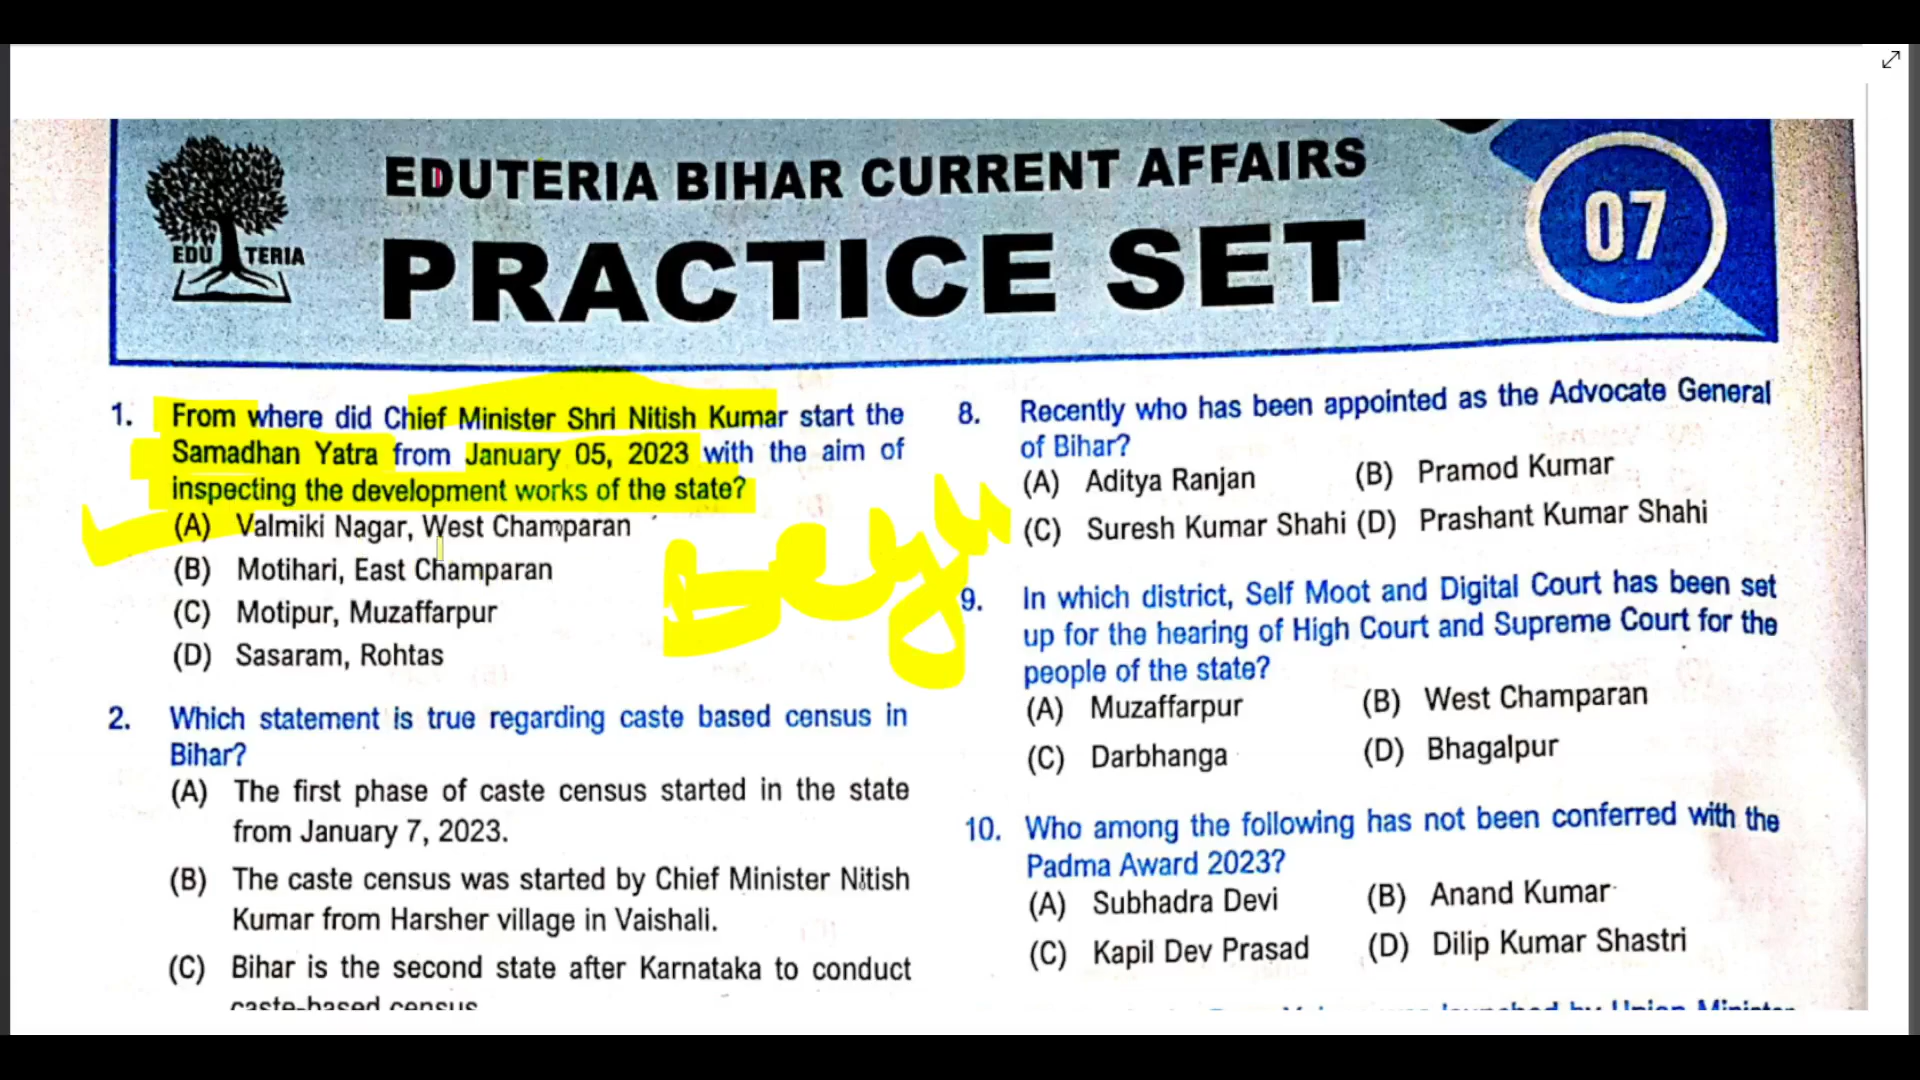 EDU TERIA
EDUTERIA BIHAR CURRENT AFFAIRS
PRACTICE SET
07
1. From where did Chief Minister Shri Nitish Kumar start the
Samadhan Yatra from January 05, 2023 with the aim of
inspecting the development works of the state?
(A) Valmiki Nagar, West Champaran
(B) Motihari, East Champaran
(C) Motipur, Muzaffarpur
(D) Sasaram, Rohtas
2. Which statement is true regarding caste based census in
Bihar?
(A) The first phase of caste census started in the state
from January 7, 2023.
(B) The caste census was started by Chief Minister Nitish
Kumar from Harsher village in Vaishali.
(C) Bihar is the second state after Karnataka to conduct
caste-based census
8. Recently who has been appointed as the Advocate General
of Bihar?
(A) Aditya Ranjan (B) Pramod Kumar
(C) Suresh Kumar Shahi (D) Prashant Kumar Shahi
9. In which district, Self Moot and Digital Court has been set
up for the hearing of High Court and Supreme Court for the
people of the state?
(A) Muzaffarpur (B) West Champaran
(C) Darbhanga (D) Bhagalpur
10. Who among the following has not been conferred with the
Padma Award 2023?
(A) Subhadra Devi (B) Anand Kumar
(C) Kapil Dev Prasad (D) Dilip Kumar Shastri
launched by Union Minister